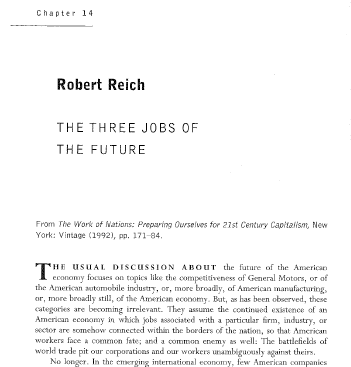 Chapter 14
Robert Reich
THE THREE JOBS OF
THE FUTURE
From The Work of Nations: Preparing Ourselves for 21st Century Capitalism, New
York: Vintage (1992), pp. 171–84.
THE USUAL DISCUSSION ABOUT the future of the American
economy focuses on topics like the competitiveness of General Motors, or of
the American automobile industry, or, more broadly, of American manufacturing,
or, more broadly still, of the American economy. But, as has been observed, these
categories are becoming irrelevant. They assume the continued existence of an
American economy in which jobs associated with a particular firm, industry, or
sector are somehow connected within the borders of the nation, so that American
workers face a common fate; and a common enemy as well: The battlefields of
world trade pit our corporations and our workers unambiguously against theirs.
No longer. In the emerging international economy, few American companies